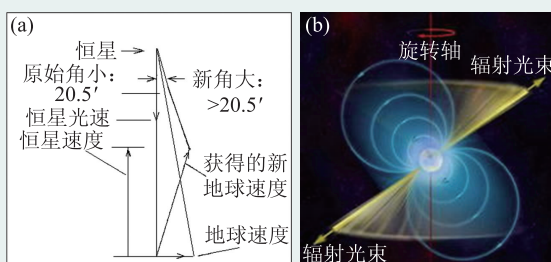 (a)
恒星
原始角小：
20.5′
新角大：
>20.5′
恒星光速
恒星速度
获得的新
地球速度
地球速度
(b)
旋转轴
辐射光束
辐射光束